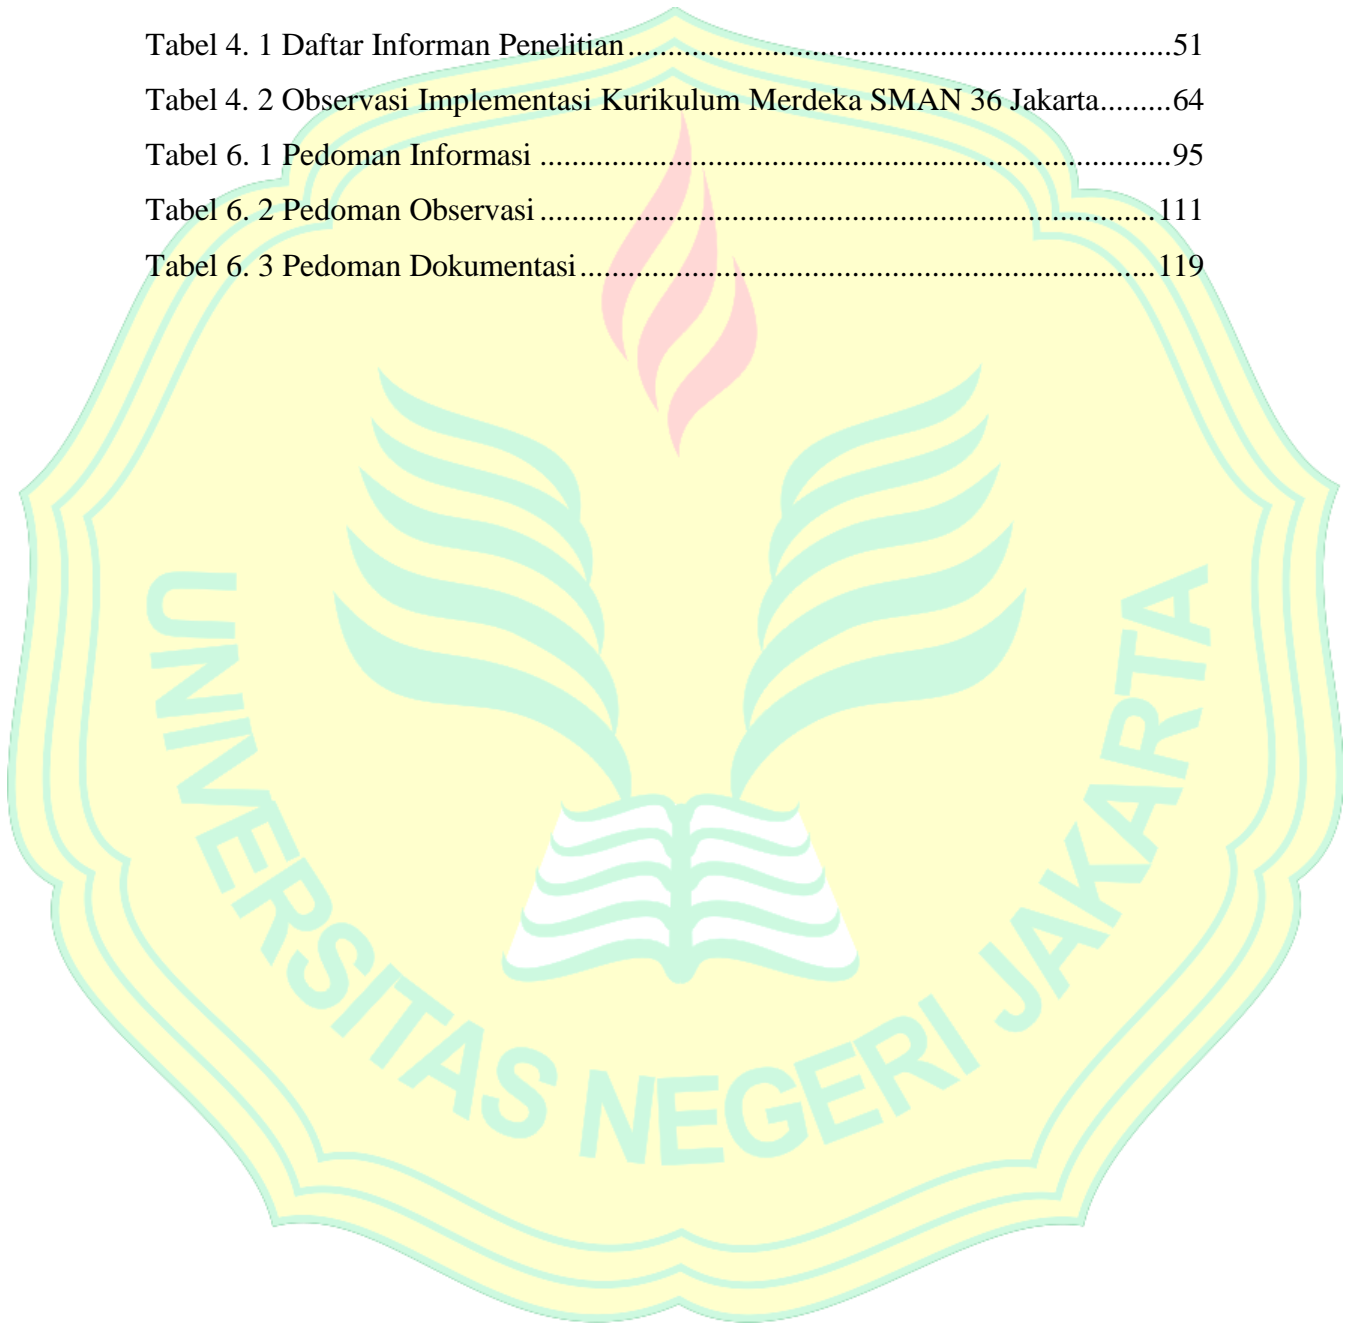 Tabel 4. 1 Daftar Informan Penelitian....................................................................51
Tabel 4. 2 Observasi Implementasi Kurikulum Merdeka SMAN 36 Jakarta.........64
Tabel 6. 1 Pedoman Informasi ...............................................................................95
Tabel 6. 2 Pedoman Observasi .............................................................................111
Tabel 6. 3 Pedoman Dokumentasi........................................................................119
UNIVERSITAS NEGERI JAKARTA